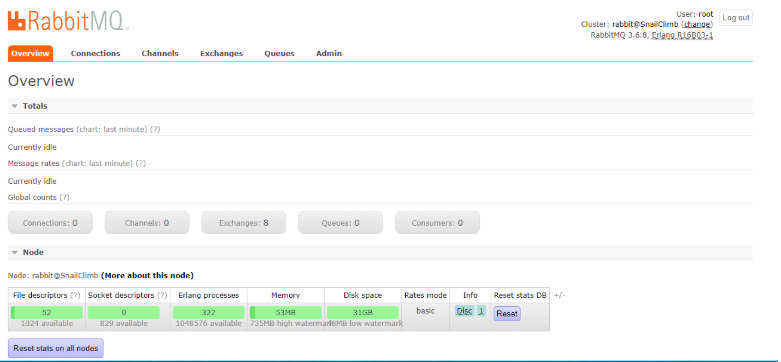 RabbitMQ
User: root
Log out
Cluster: rabbit@SnailClimb (change)
RabbitMQ 3.6.8, Erlang R16B03-1
Overview Connections Channels Exchanges Queues Admin
Overview
Totals
Queued messages (chart: last minute) (?)
Currently idle
Message rates (chart: last minute) (?)
Currently idle
Global counts (?)
Connections: 0 Channels: 0 Exchanges: 8 Queues: 0 Consumers: 0
Node
Node: rabbit@SnailClimb (More about this node)
File descriptors (?) Socket descriptors (?) Erlang processes Memory Disk space Rates mode Info Reset stats DB +/-
52 0 322 53MB 31GB basic Disc 1 Reset
1024 available 829 available 1048576 available 735MB high watermark 48MB low watermark
Reset stats on all nodes